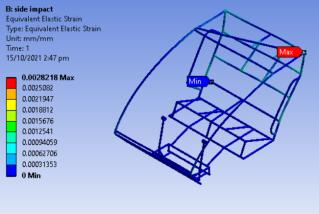 B: side impact
Equivalent Elastic Strain
Type: Equivalent Elastic Strain
Unit: mm/mm
Time: 1
15/10/2021 2:47 pm
0.0028218 Max
0.0025082
0.0021947
0.0018812
0.0015676
0.0012541
0.00094059
0.00062706
0.00031353
0 Min
Max
Min